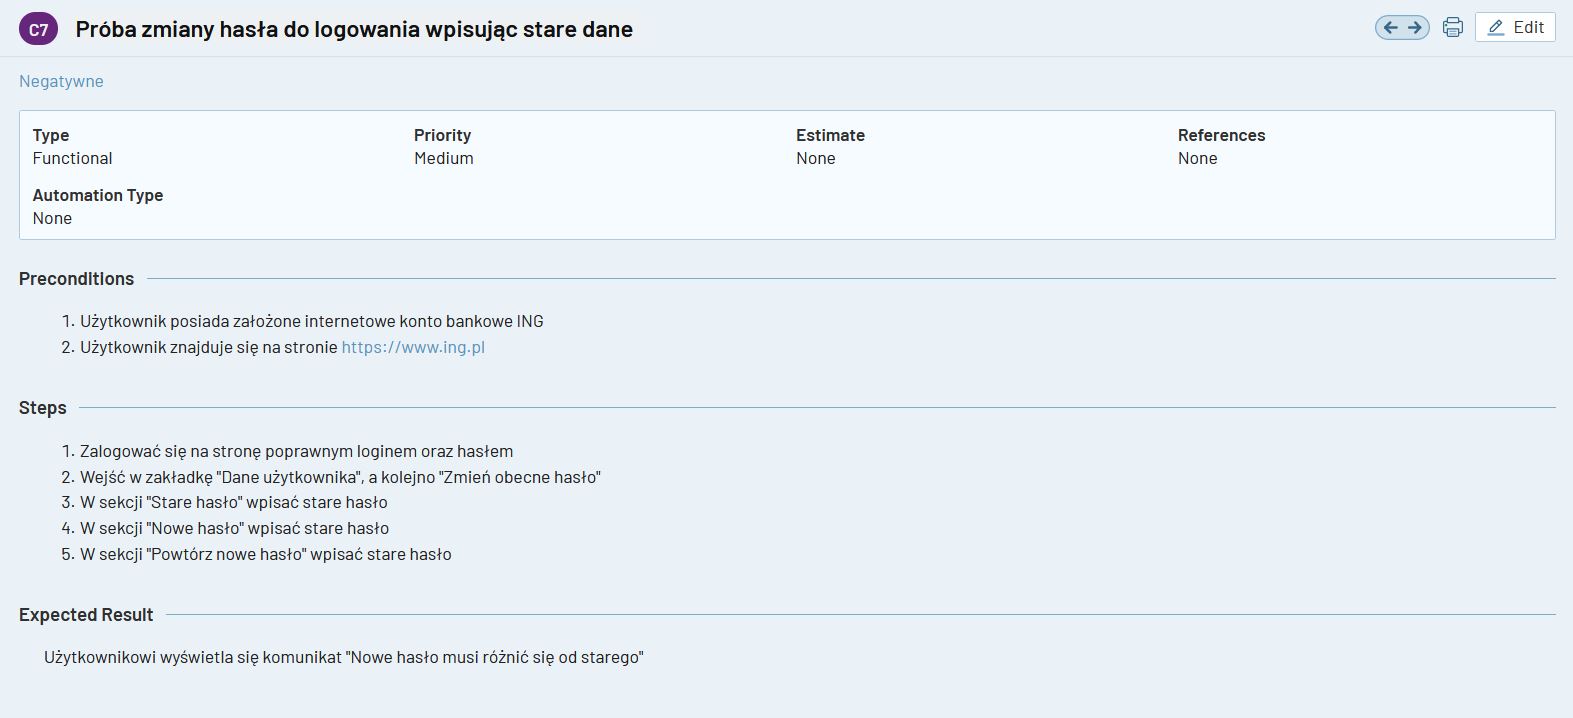 C7 Próba zmiany hasła do logowania wpisując stare dane
Edit
Negatywne
Type Priority Estimate References
Functional Medium None None
Automation Type
None
Preconditions
1. Użytkownik posiada założone internetowe konto bankowe ING
2. Użytkownik znajduje się na stronie https://www.ing.pl
Steps
1. Zalogować się na stronę poprawnym loginem oraz hasłem
2. Wejść w zakładkę "Dane użytkownika", a kolejno "Zmień obecne hasło"
3. W sekcji "Stare hasło" wpisać stare hasło
4. W sekcji "Nowe hasło" wpisać stare hasło
5. W sekcji "Powtórz nowe hasło" wpisać stare hasło
Expected Result
Użytkownikowi wyświetla się komunikat "Nowe hasło musi różnić się od starego"